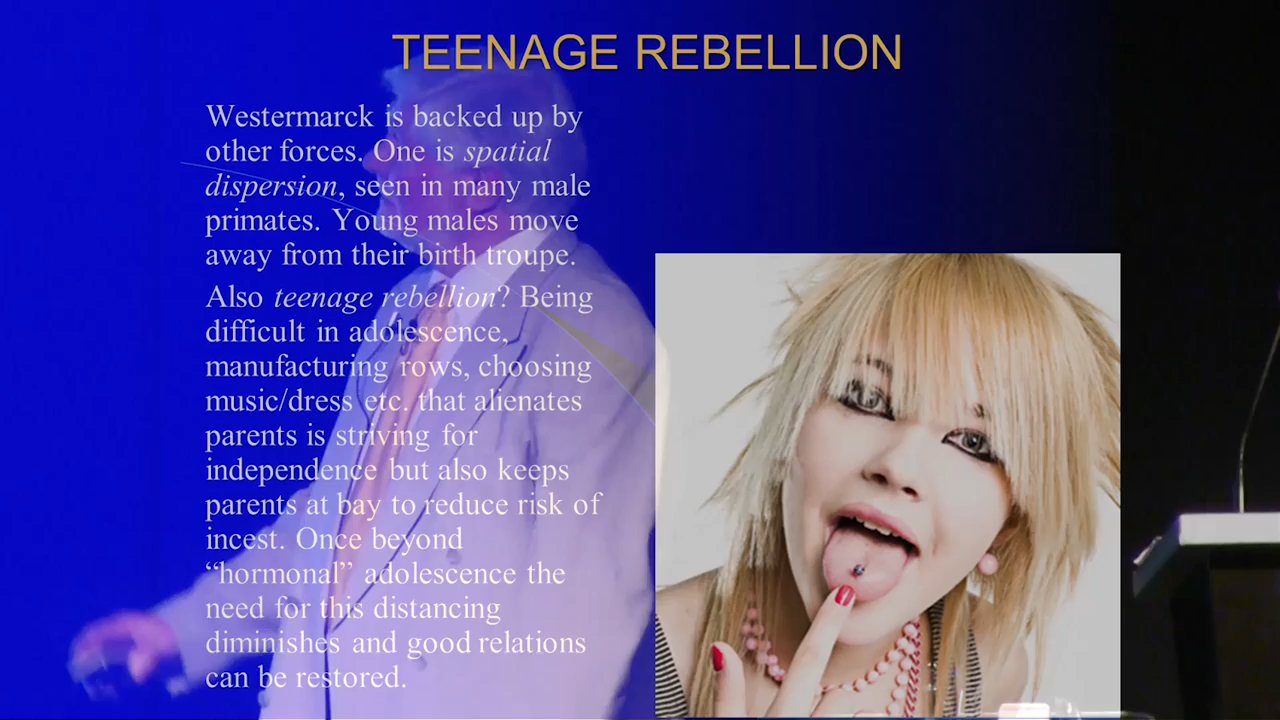 TEENAGE REBELLION
Westermarck is backed up by
other forces. One is spatial
dispersion, seen in many male
primates. Young males move
away from their birth troupe.
Also teenage rebellion? Being
difficult in adolescence,
manufacturing rows, choosing
music/dress etc. that alienates
parents is striving for
independence but also keeps
parents at bay to reduce risk of
incest. Once beyond
“hormonal” adolescence the
need for this distancing
diminishes and good relations
can be restored.